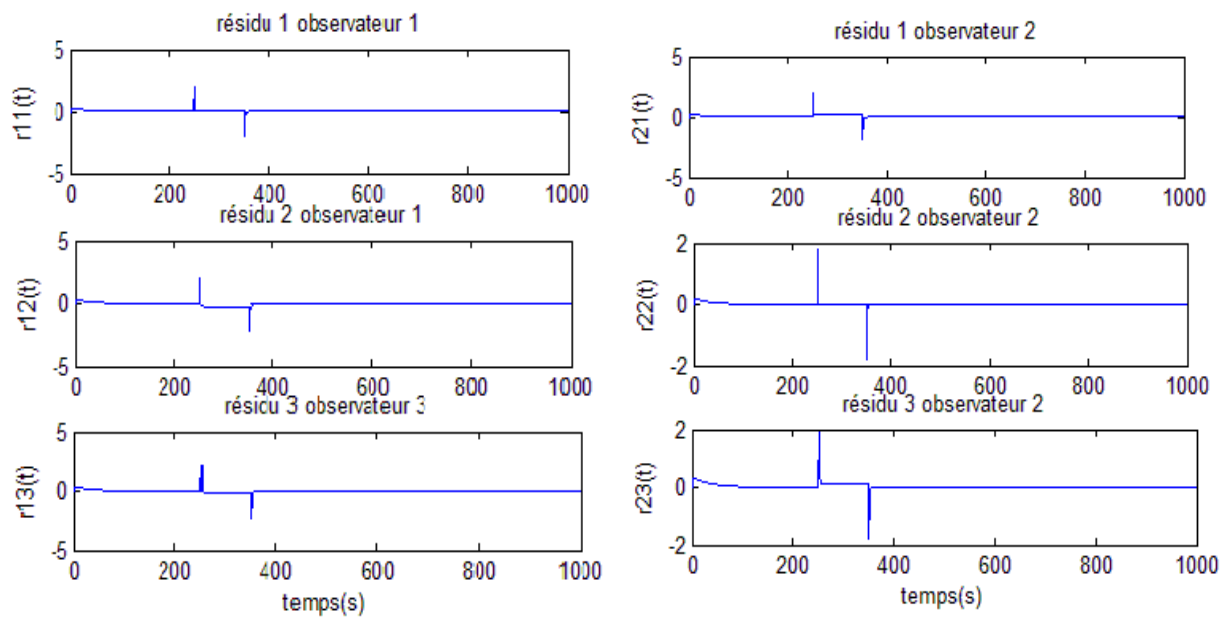 résidu 1 observateur 1
5
0
-5
r11(t)
0 200 400 600 800 1000
résidu 2 observateur 1
5
0
-5
r12(t)
0 200 400 600 800 1000
résidu 3 observateur 3
5
0
-5
r13(t)
0 200 400 600 800 1000
temps(s)
résidu 1 observateur 2
5
0
-5
r21(t)
0 200 400 600 800 1000
résidu 2 observateur 2
2
0
-2
r22(t)
0 200 400 600 800 1000
résidu 3 observateur 2
2
0
-2
r23(t)
0 200 400 600 800 1000
temps(s)